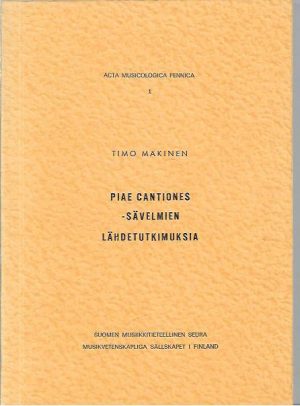 ACTA MUSICOLOGICA FENNICA
1
TIMO MÄKINEN
PIAE CANTIONES
-SÄVELMIEN
LÄHDETUTKIMUKSIA
SUOMEN MUSIIKKITIETEELLINEN SEURA
MUSIKVETENSKAPLIGA SÄLLSKAPET I FINLAND